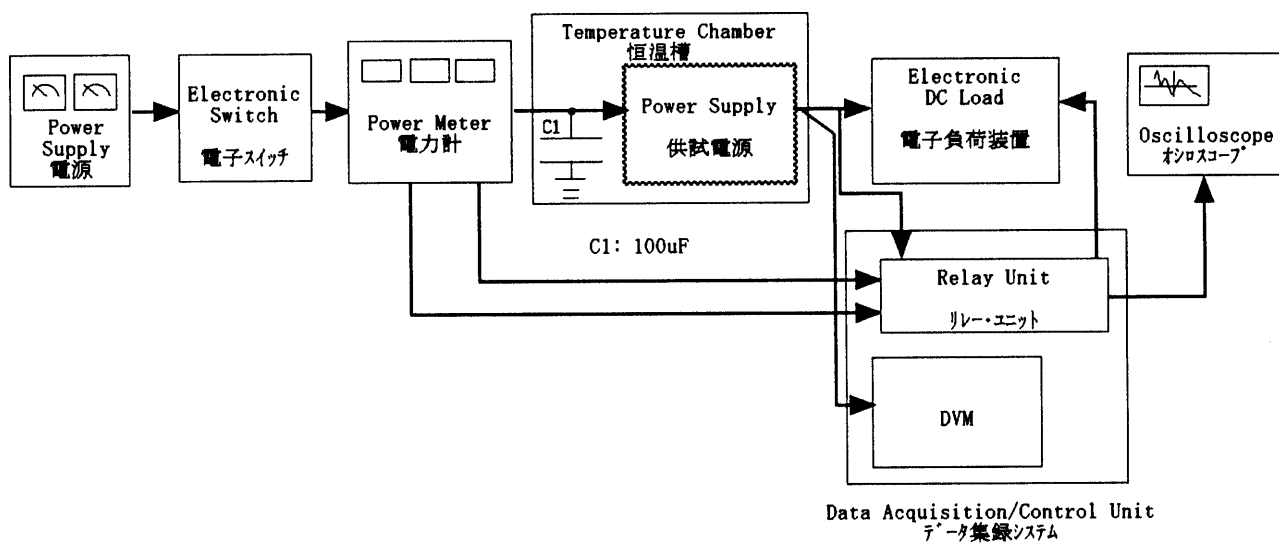 Power
Supply
電源
Electronic
Switch
電子スイッチ
Power Meter
電力計
Temperature Chamber
恒温槽
C1
Power Supply
供試電源
Electronic
DC Load
電子負荷装置
Oscilloscope
オシロスコープ
C1: 100uF
Relay Unit
リレー・ユニット
DVM
Data Acquisition/Control Unit
データ集録システム